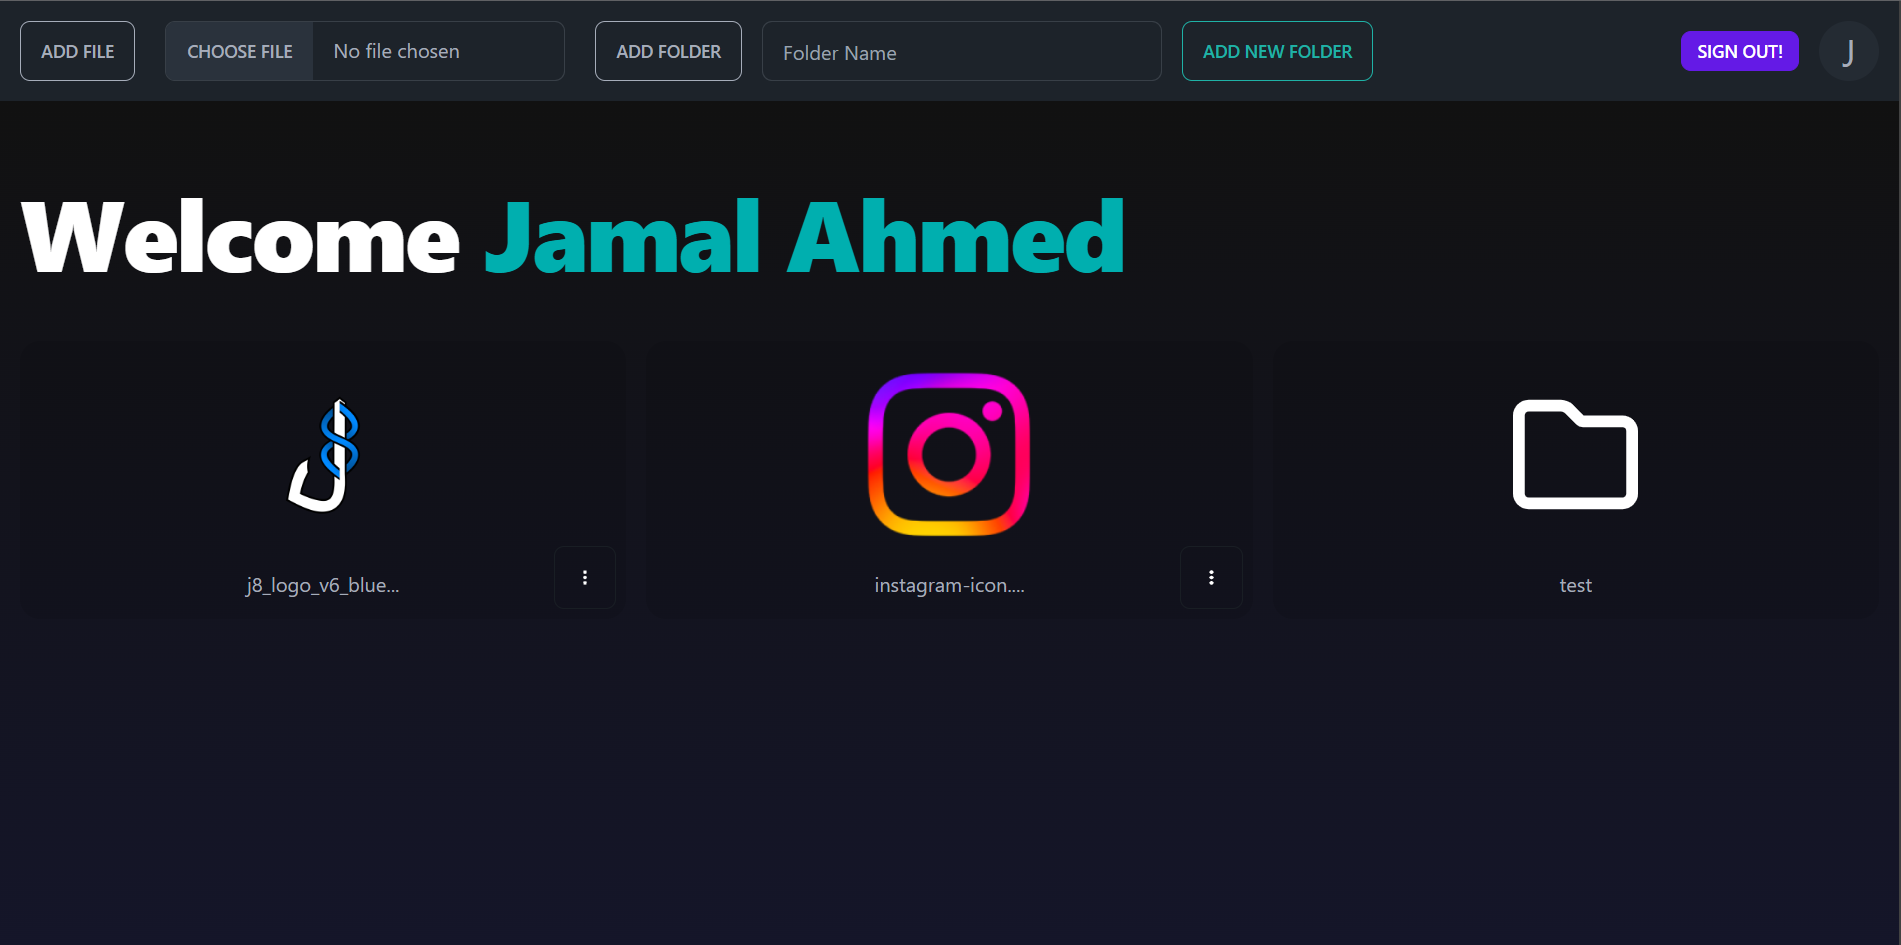 ADD FILE CHOOSE FILE No file chosen ADD FOLDER Folder Name ADD NEW FOLDER SIGN OUT! J
Welcome Jamal Ahmed
j8_logo_v6_blue... instagram-icon.... test